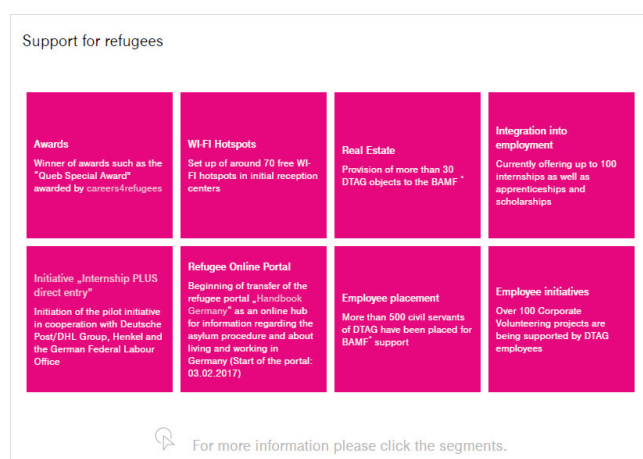 Support for refugees
Awards
Winner of awards such as the
"Queb Special Award"
awarded by careers4refugees
WI-FI Hotspots
Set up of around 70 free WI-
FI hotspots in initial reception
centers
Real Estate
Provision of more than 30
DTAG objects to the BAMF *
Integration into
employment
Currently offering up to 100
internships as well as
apprenticeships and
scholarships
Initiative „Internship PLUS
direct entry"
Initiation of the pilot initiative
in cooperation with Deutsche
Post/DHL Group, Henkel and
the German Federal Labour
Office
Refugee Online Portal
Beginning of transfer of the
refugee portal „Handbook
Germany" as an online hub
for information regarding the
asylum procedure and about
living and working in
Germany (Start of the portal:
03.02.2017)
Employee placement
More than 500 civil servants
of DTAG have been placed for
BAMF* support
Employee initiatives
Over 100 Corporate
Volunteering projects are
being supported by DTAG
employees
For more information please click the segments.